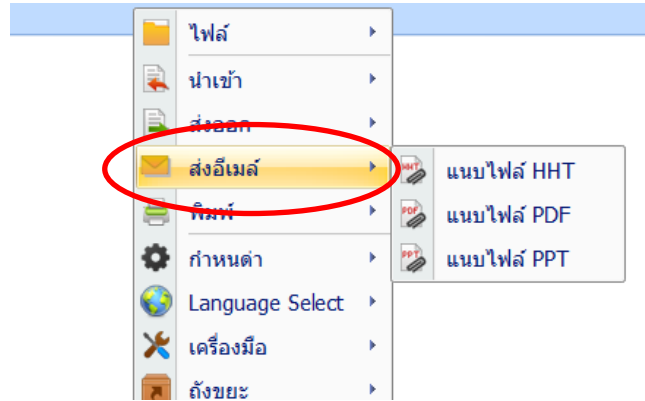 ไฟล์
นำเข้า
ส่งออก
ส่งอีเมล์
พิมพ์
กำหนดค่า
Language Select
เครื่องมือ
ถังขยะ
HHT แนบไฟล์ HHT
PDF แนบไฟล์ PDF
PPT แนบไฟล์ PPT